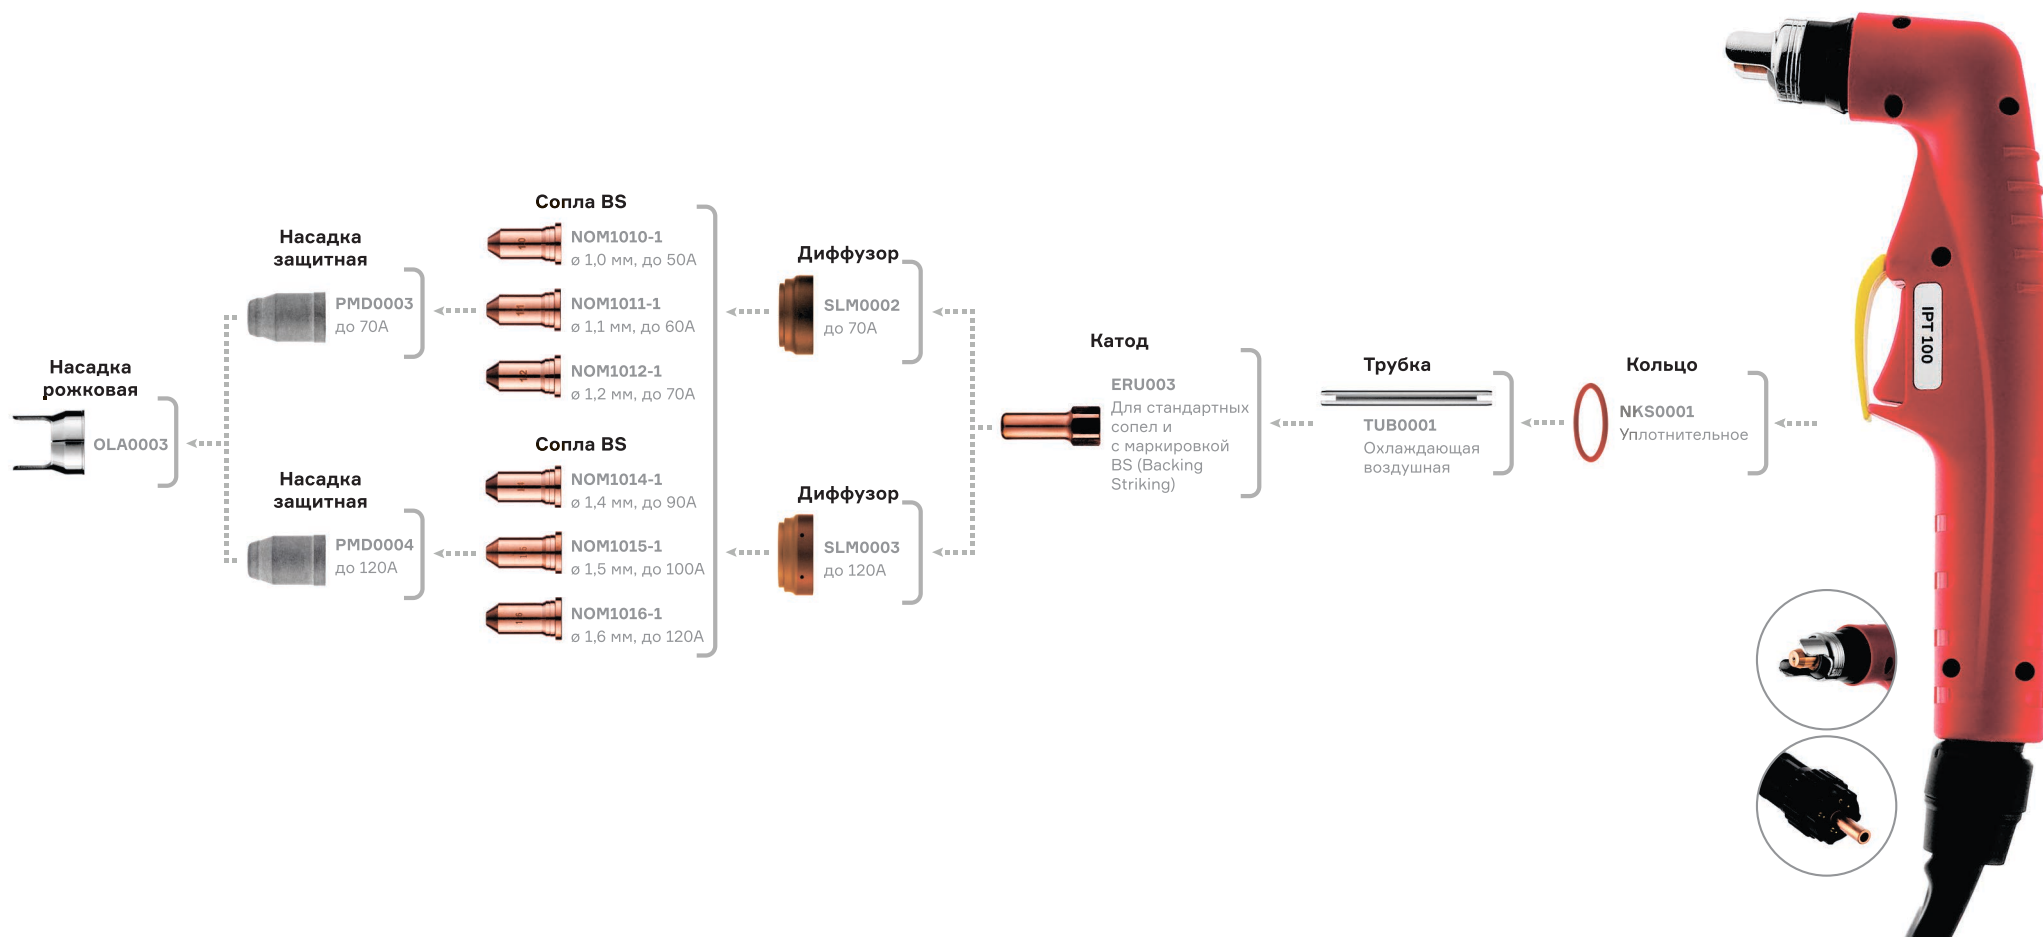 Насадка
рожковая
OLA0003
Насадка
защитная
PMD0003
до 70А
Насадка
защитная
PMD0004
до 120А
Сопла BS
NOM1010-1
ø 1,0 мм, до 50А
NOM1011-1
ø 1,1 мм, до 60А
NOM1012-1
ø 1,2 мм, до 70А
Сопла BS
NOM1014-1
ø 1,4 мм, до 90А
NOM1015-1
ø 1,5 мм, до 100А
NOM1016-1
ø 1,6 мм, до 120А
Диффузор
SLM0002
до 70А
Диффузор
SLM0003
до 120А
Катод
ERU003
Для стандартных
сопел и
с маркировкой
BS (Backing
Striking)
Трубка
TUB0001
Охлаждающая
воздушная
Кольцо
NKS0001
Уплотнительное
IPT 100